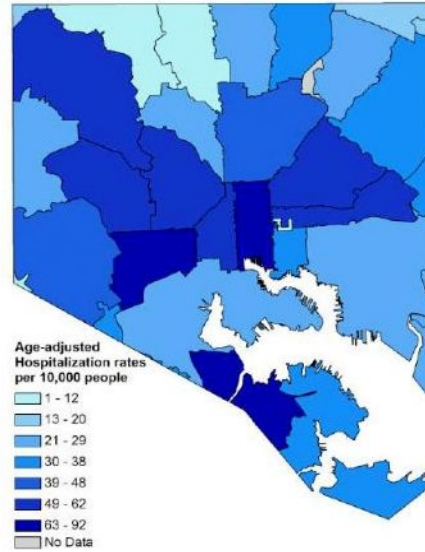 Age-adjusted
Hospitalization rates
per 10,000 people
1 - 12
13 - 20
21 - 29
30 - 38
39 - 48
49 - 62
63 - 92
No Data